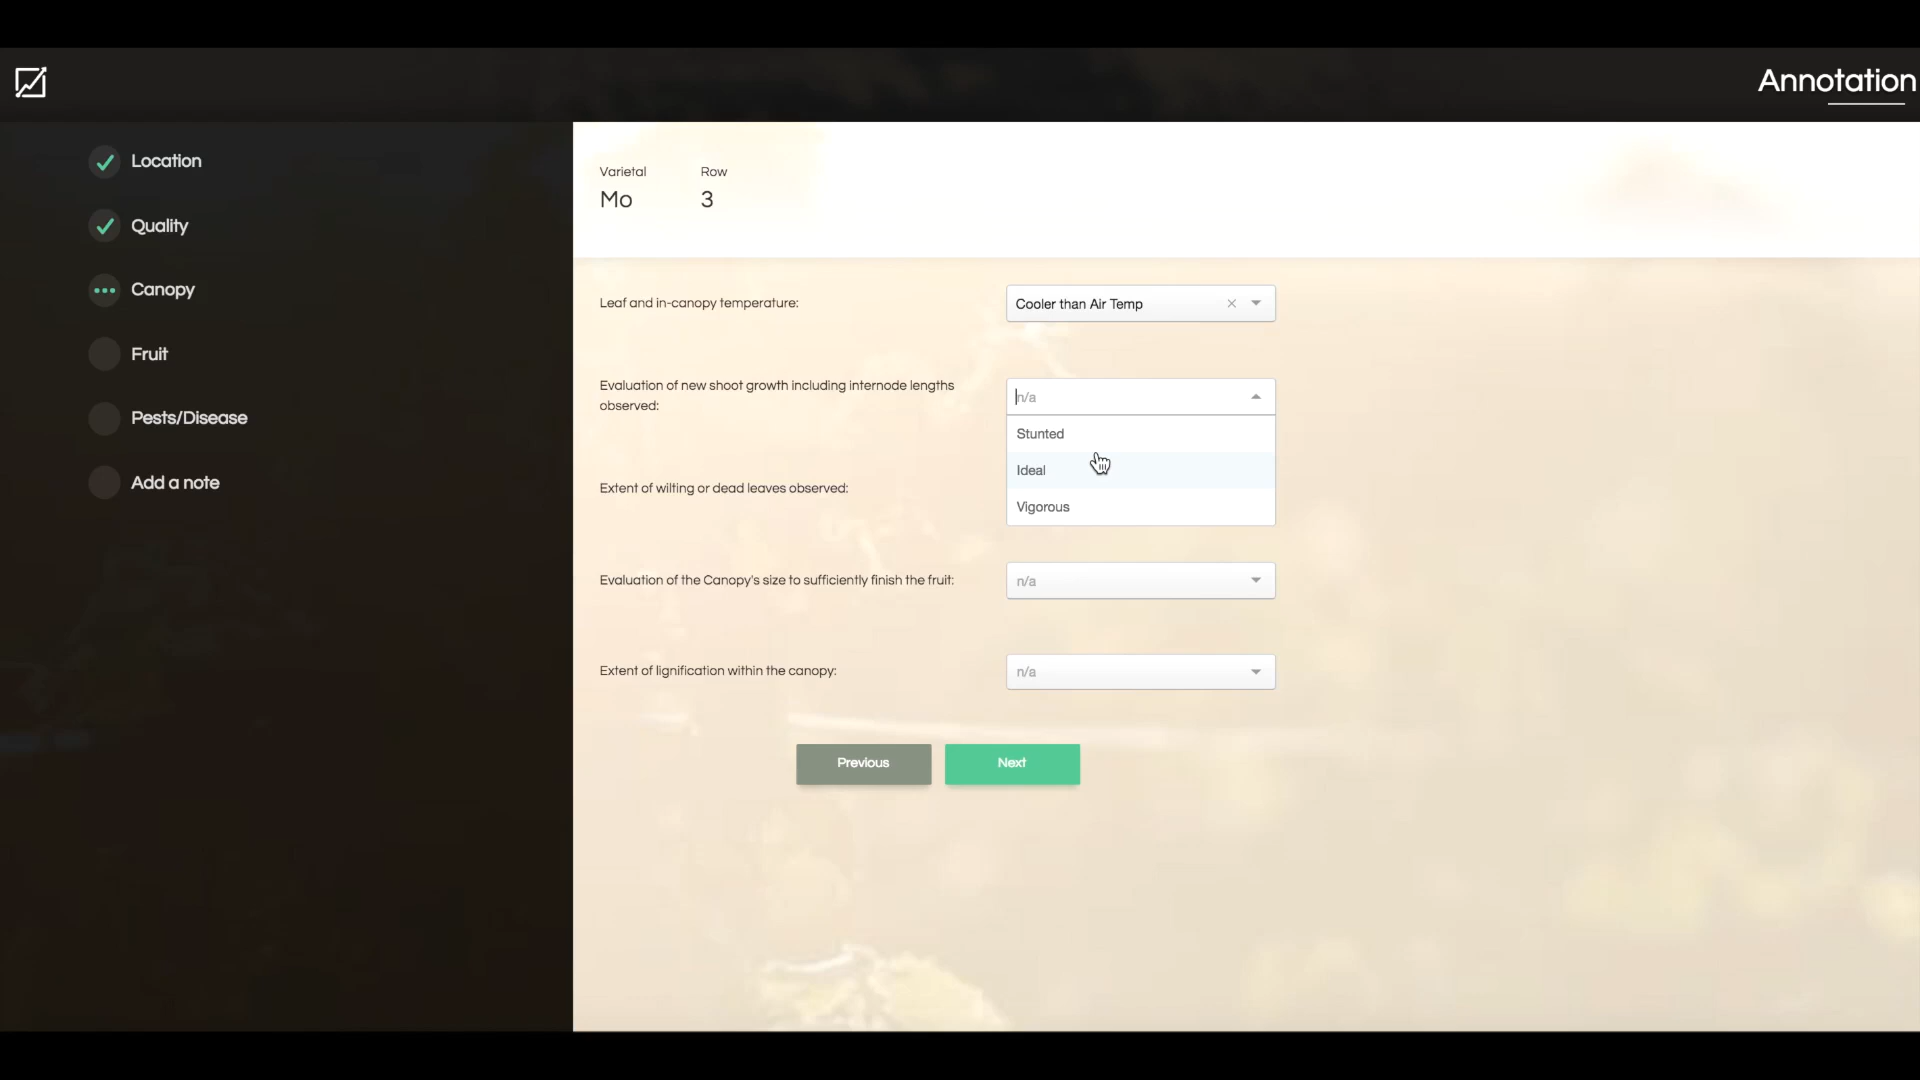 Annotation
Location
Quality
Canopy
Fruit
Pests/Disease
Add a note
Varietal
Row
Mo
3
Leaf and in-canopy temperature:
Cooler than Air Temp
Evaluation of new shoot growth including internode lengths
observed:
n/a
Stunted
Ideal
Vigorous
Extent of wilting or dead leaves observed:
Evaluation of the Canopy's size to sufficiently finish the fruit:
n/a
Extent of lignification within the canopy:
n/a
Previous
Next